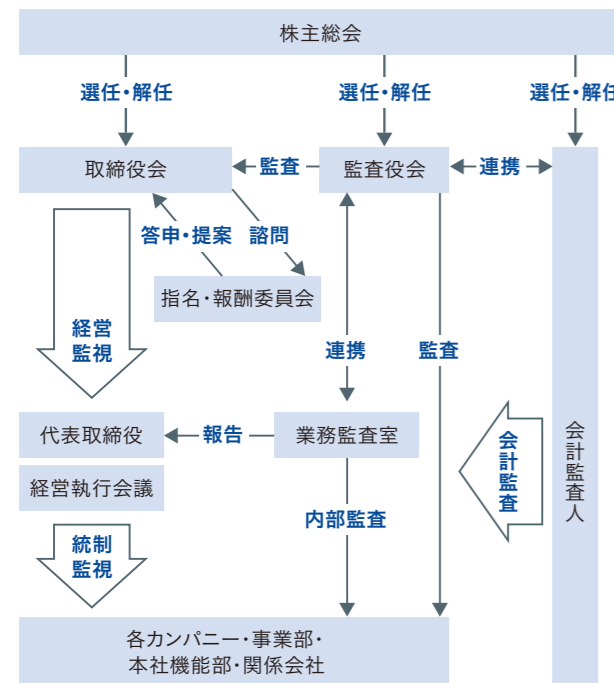 株主総会
選任・解任
選任・解任
選任・解任
取締役会
監査
監査役会
連携
答申・提案
諮問
指名・報酬委員会
経営
監視
連携
監査
代表取締役
報告
業務監査室
会計監査
会計監査人
経営執行会議
内部監査
統制
監視
各カンパニー・事業部・
本社機能部・関係会社